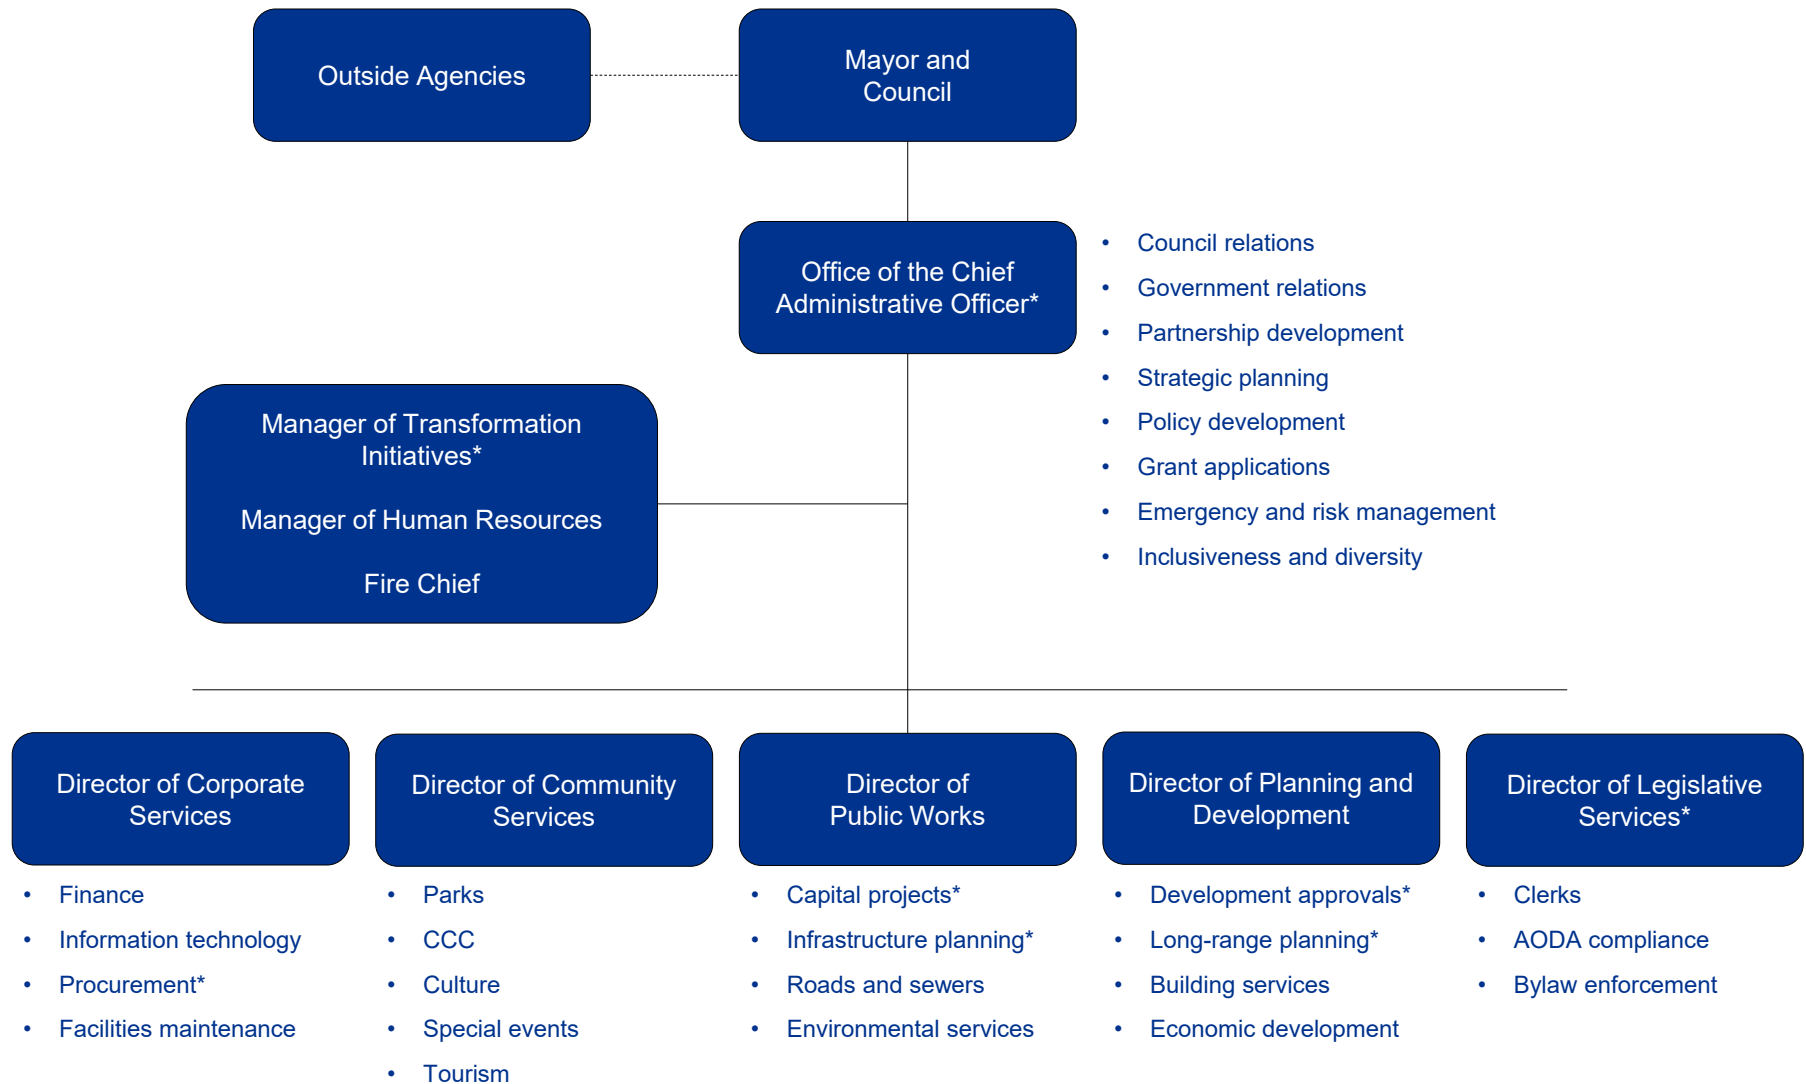 Outside Agencies
Mayor and
Council
Office of the Chief
Administrative Officer*
• Council relations
• Government relations
• Partnership development
• Strategic planning
• Policy development
• Grant applications
• Emergency and risk management
• Inclusiveness and diversity
Manager of Transformation
Initiatives*
Manager of Human Resources
Fire Chief
Director of Corporate
Services
• Finance
• Information technology
• Procurement*
• Facilities maintenance
Director of Community
Services
• Parks
• CCC
• Culture
• Special events
• Tourism
Director of
Public Works
• Capital projects*
• Infrastructure planning*
• Roads and sewers
• Environmental services
Director of Planning and
Development
• Development approvals*
• Long-range planning*
• Building services
• Economic development
Director of Legislative
Services*
• Clerks
• AODA compliance
• Bylaw enforcement